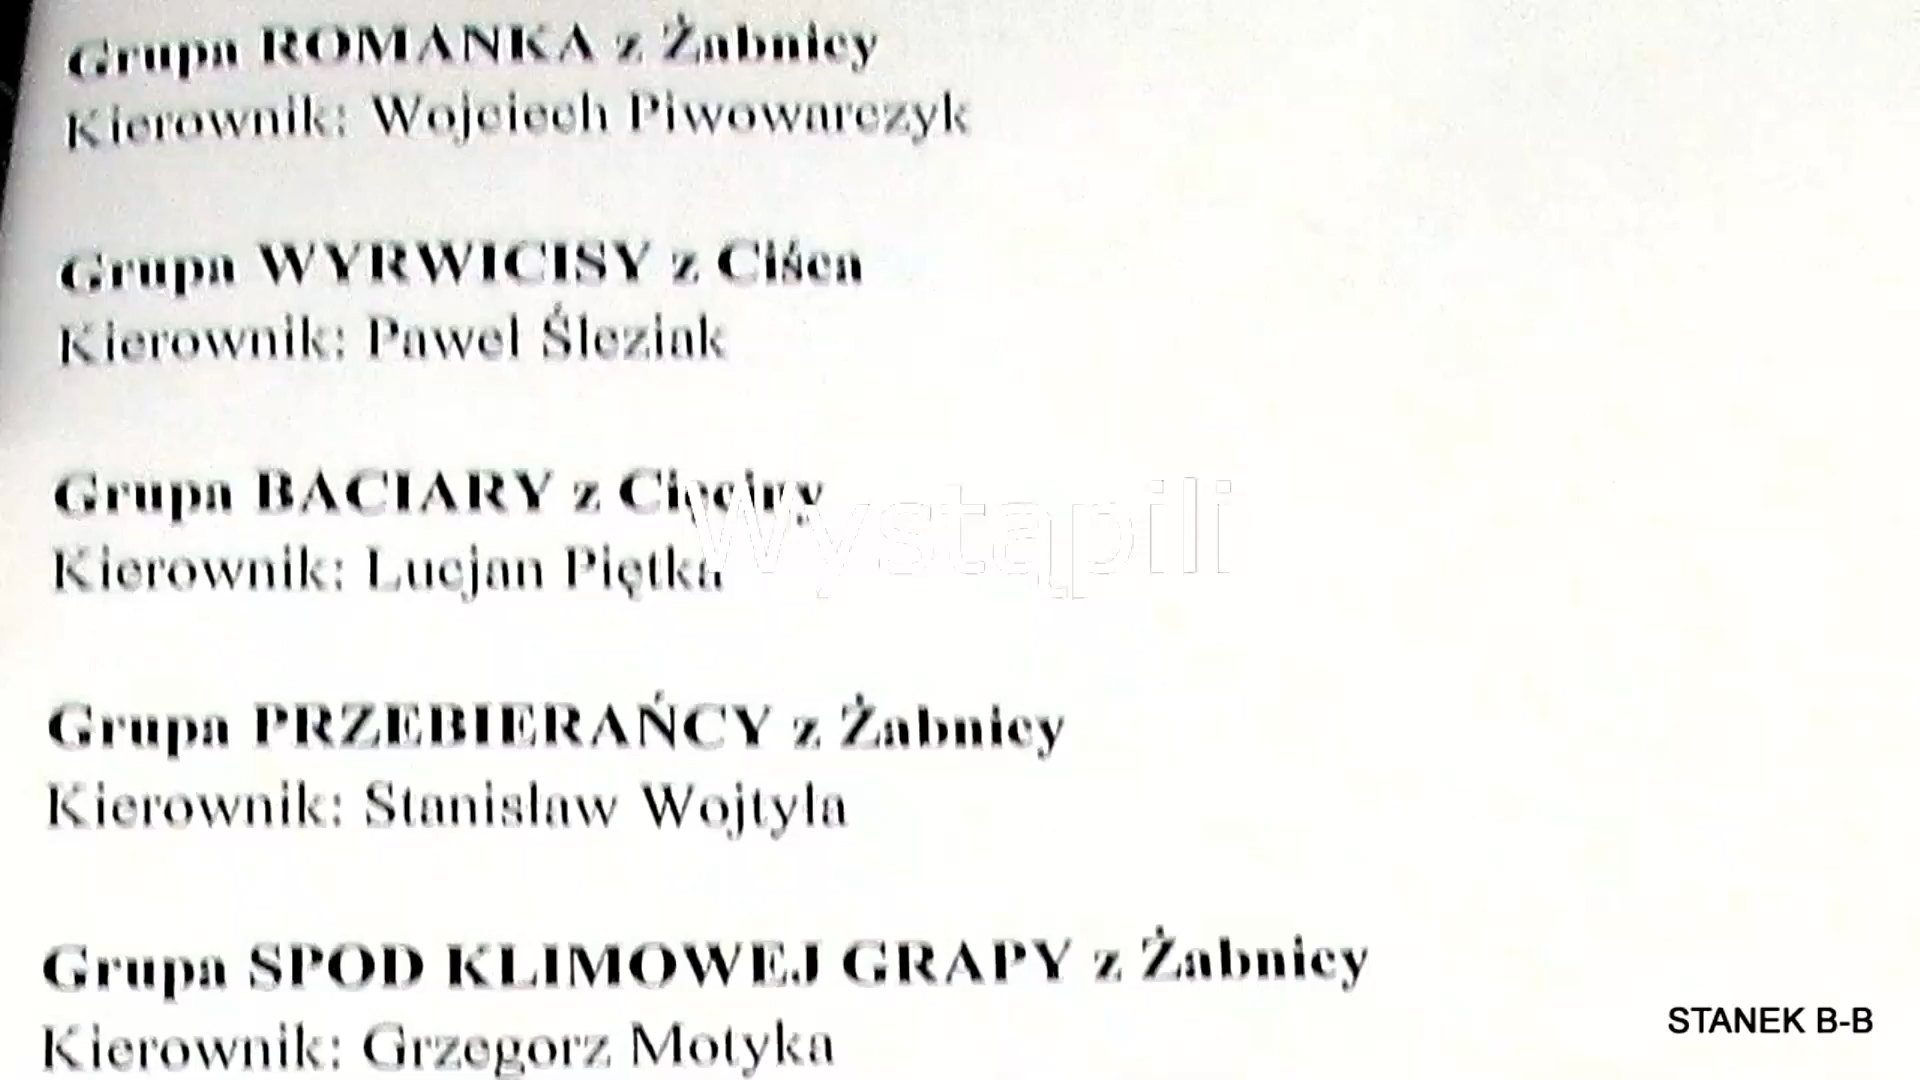 Grupa ROMANKA z Żabnicy
Kierownik: Wojciech Piwowarczyk
Grupa WYRWICISY z Ciśca
Kierownik: Paweł Śleziak
Grupa BACIARY z Cięciny
Kierownik: Lucjan Piętka
Wystąpili
Grupa PRZEBIERAŃCY z Żabnicy
Kierownik: Stanisław Wojtyła
Grupa SPOD KLIMOWEJ GRAPY z Żabnicy
Kierownik: Grzegorz Motyka
STANEK B-B